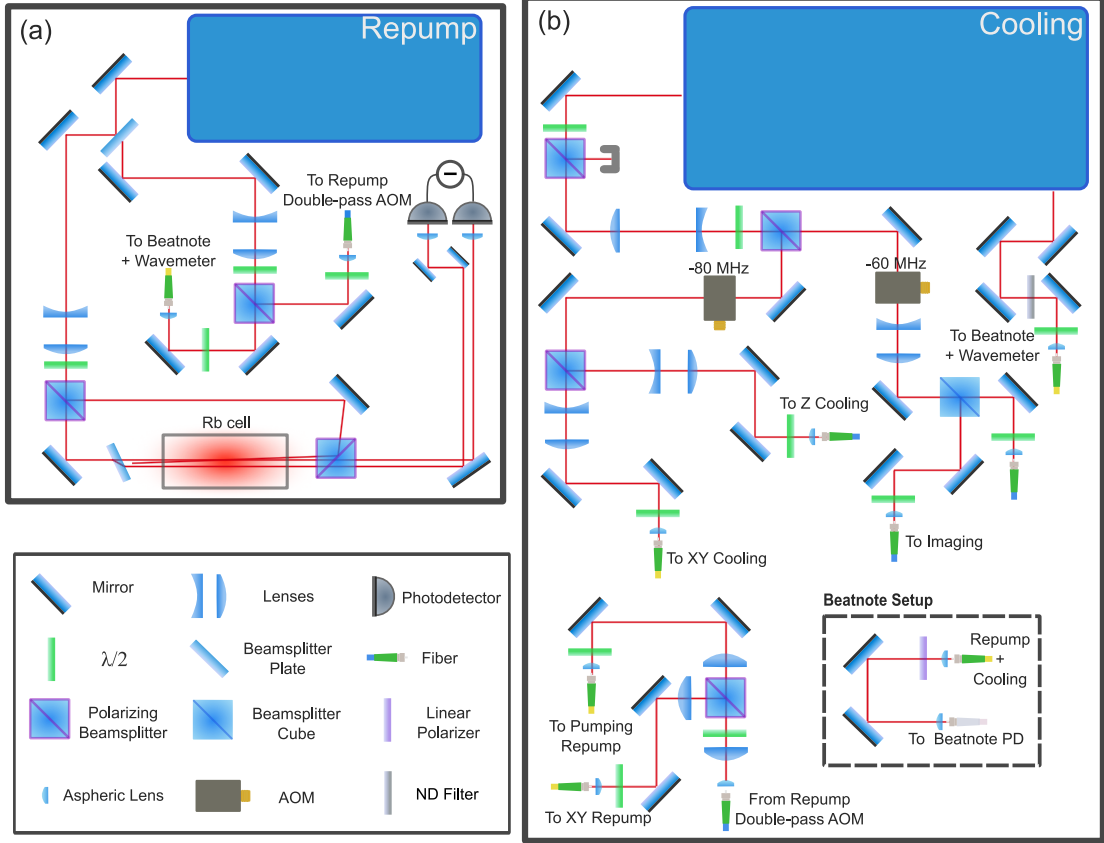 (a)
Repump
To Repump
Double-pass AOM
−
To Beatnote
+ Wavemeter
Rb cell
(b)
Cooling
-80 MHz
-60 MHz
To Beatnote
+ Wavemeter
To Z Cooling
To Imaging
To XY Cooling
Mirror
Lenses
Photodetector
λ/2
Beamsplitter
Plate
Fiber
Polarizing
Beamsplitter
Beamsplitter
Cube
Linear
Polarizer
Aspheric Lens
AOM
ND Filter
To Pumping
Repump
To XY Repump
From Repump
Double-pass AOM
Beatnote Setup
Repump
+
Cooling
To Beatnote PD